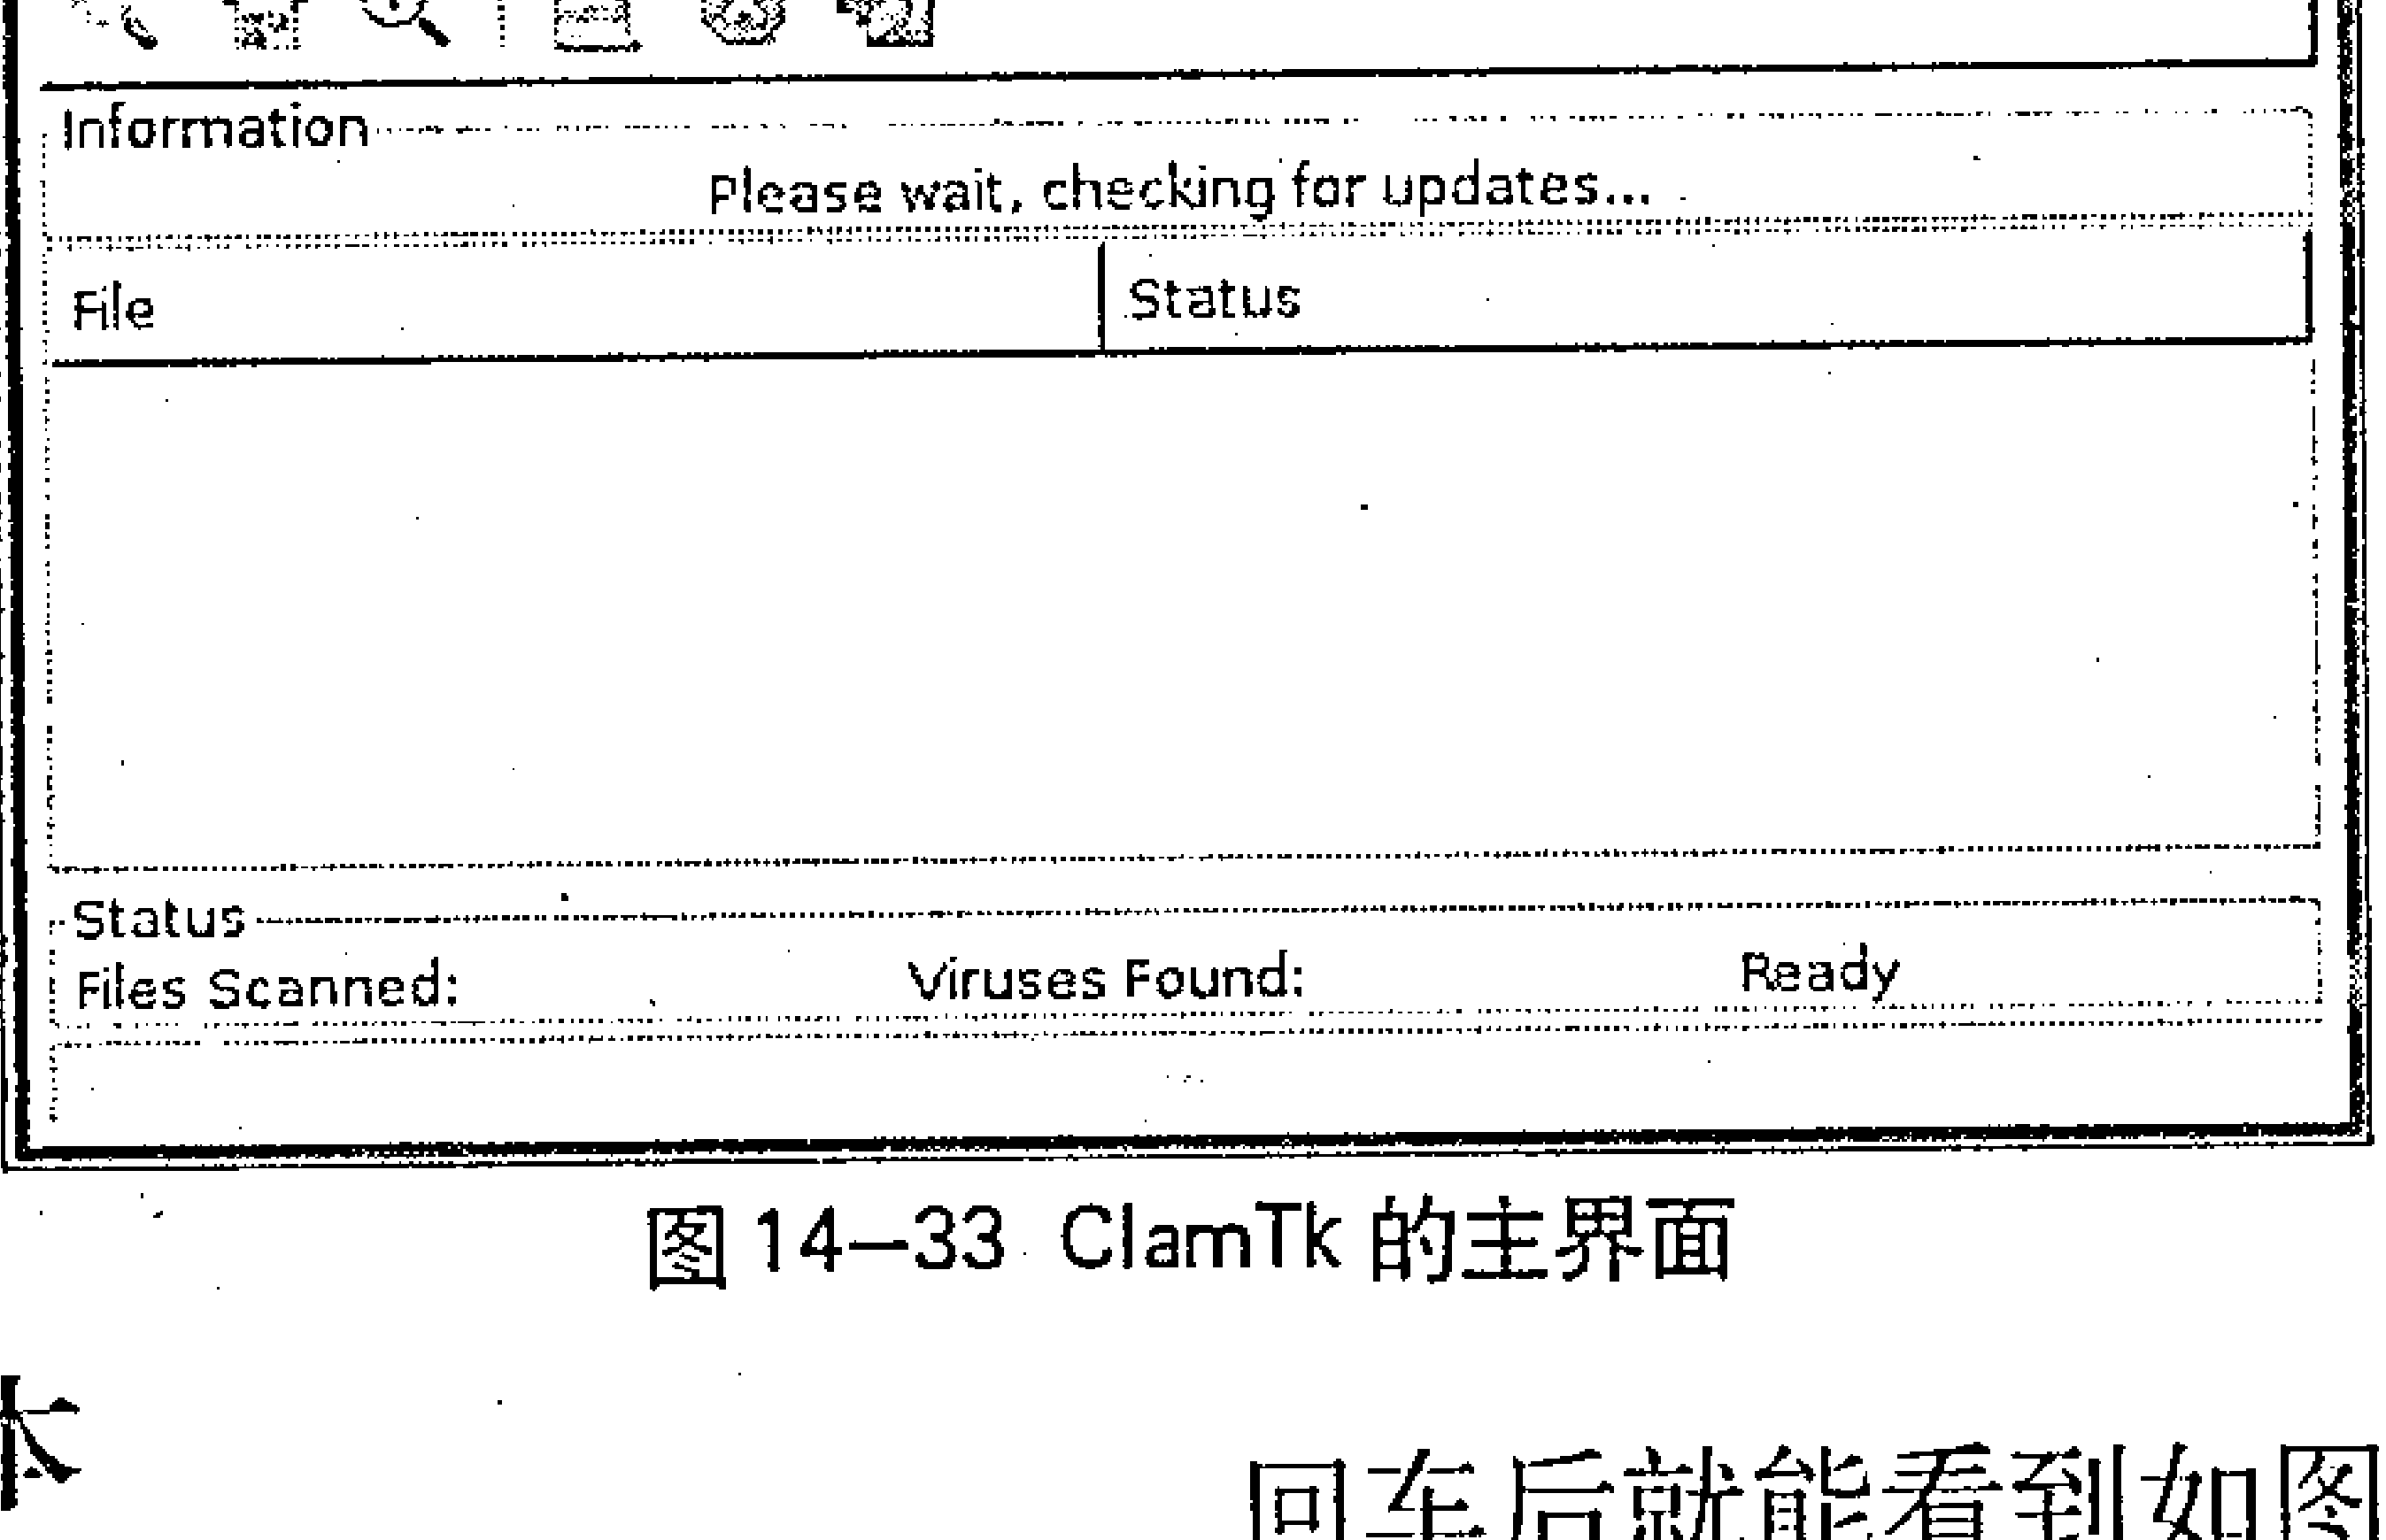 Information
Please wait, checking for updates...
File Status
Status
Files Scanned: Viruses Found: Ready
图 14—33 ClamTk 的主界面
回车后就能看到如图